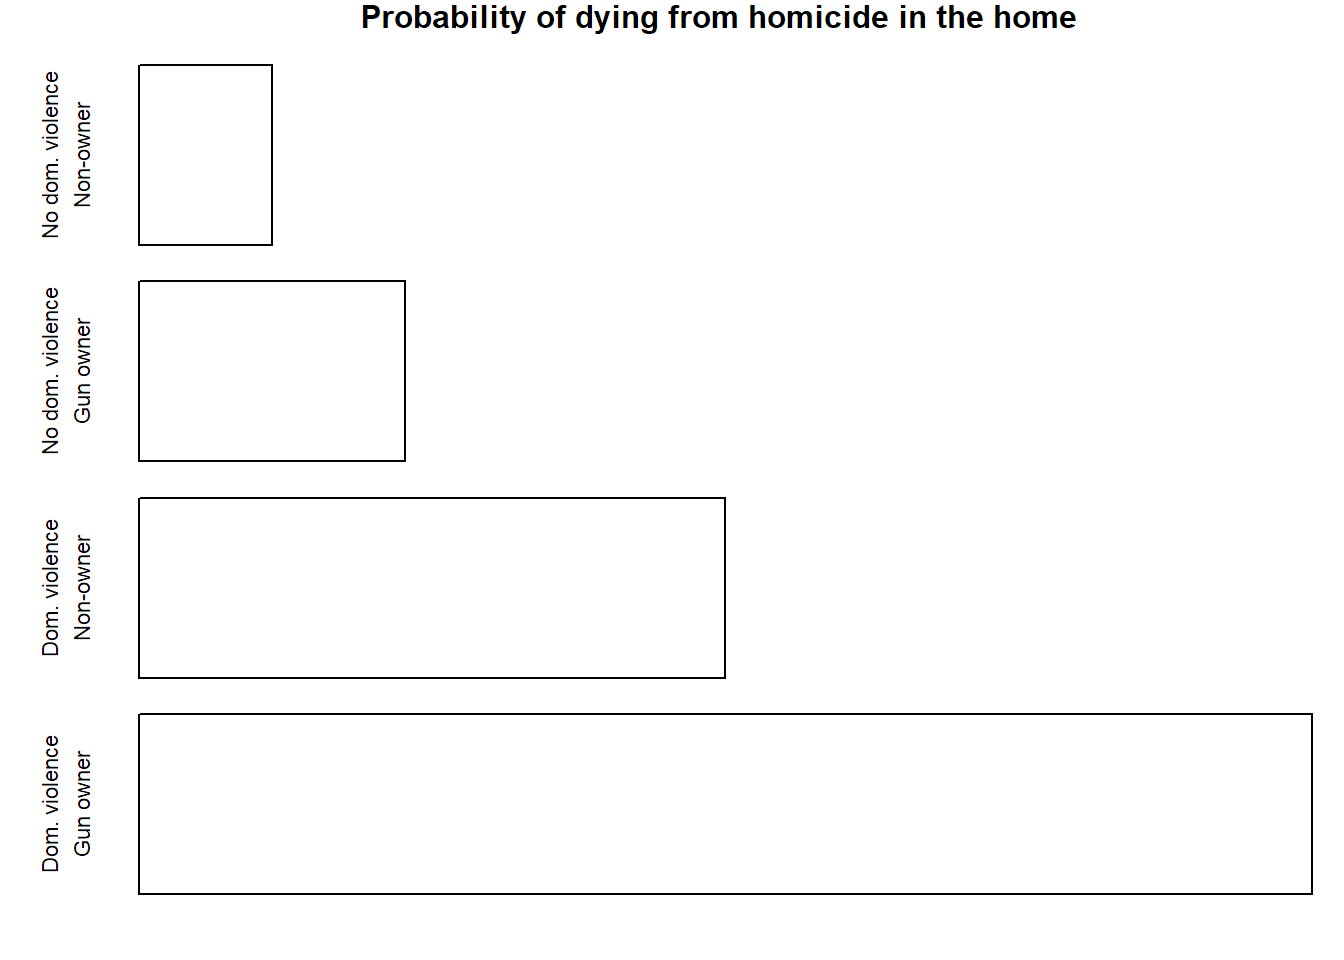 Probability of dying from homicide in the home
No dom. violence
Non-owner
No dom. violence
Gun owner
Dom. violence
Non-owner
Dom. violence
Gun owner